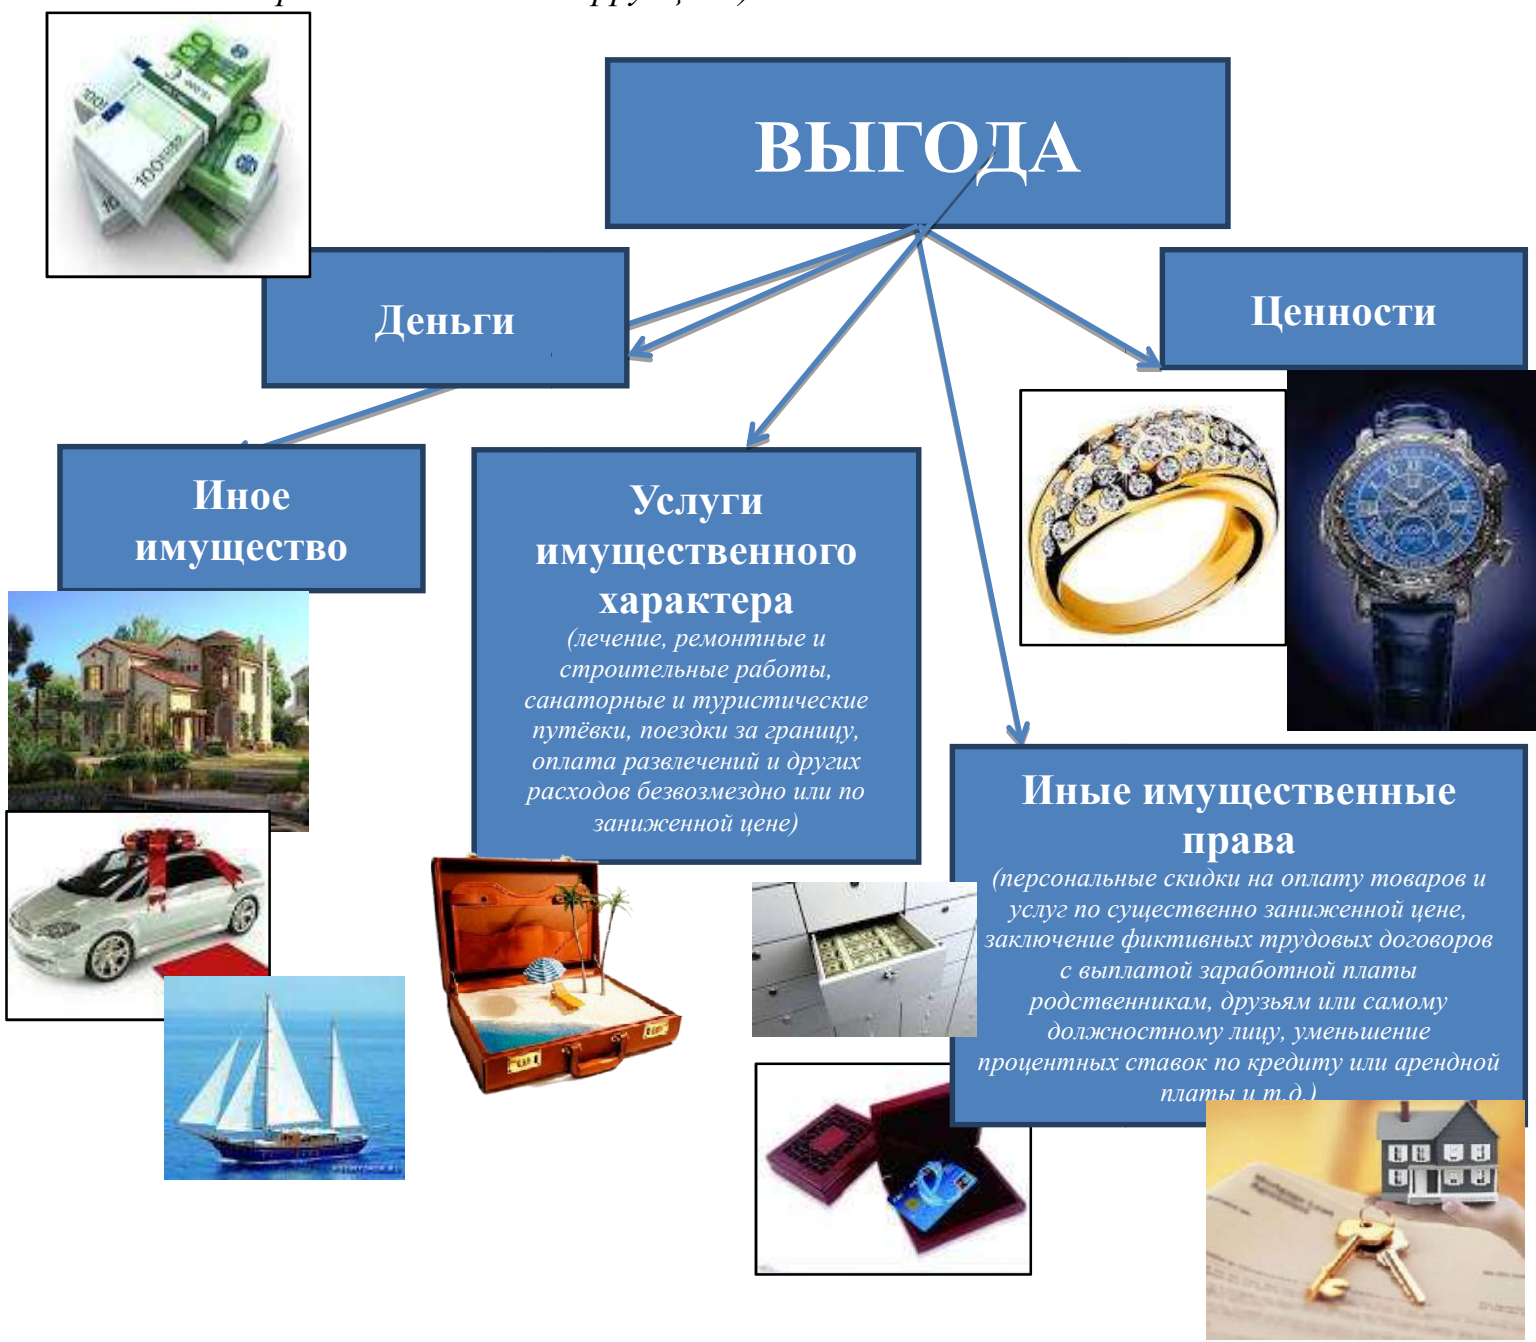 ВЫГОДА
Деньги
Ценности
Иное
имущество
Услуги
имущественного
характера
(лечение, ремонтные и
строительные работы,
санаторные и туристические
путёвки, поездки за границу,
оплата развлечений и других
расходов безвозмездно или по
заниженной цене)
Иные имущественные
права
(персональные скидки на оплату товаров и
услуг по существенно заниженной цене,
заключение фиктивных трудовых договоров
с выплатой заработной платы
родственникам, друзьям или самому
должностному лицу, уменьшение
процентных ставок по кредиту или арендной
платы и т.д.)
100
100